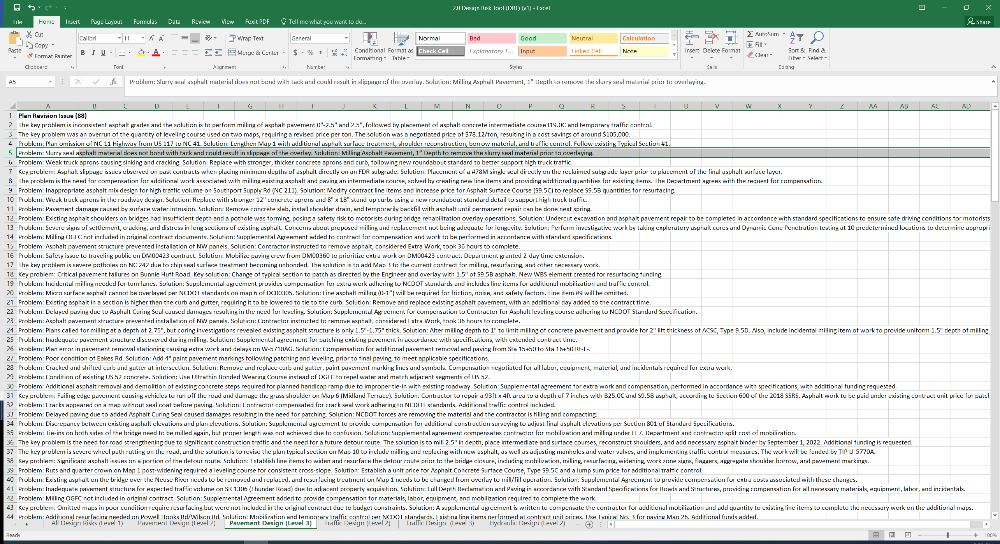 2.0 Design Risk Tool (DRT) (v1) - Excel
File Home Insert Page Layout Formulas Data Review View Foxit PDF Tell me what you want to do... Share
Cut
Copy
Format Painter
Paste
Clipboard
Calibri 11
B I U
Font
Wrap Text
Merge & Center
Alignment
General
$ % ,
Number
Conditional Formatting
Format as Table
Normal Bad Good Neutral Calculation
Check Cell Explanatory T... Input Linked Cell Note
Styles
Insert Delete Format
Cells
AutoSum
Fill
Clear
Sort & Filter
Find & Select
Editing
A5 fx Problem: Slurry seal asphalt material does not bond with tack and could result in slippage of the overlay. Solution: Milling Asphalt Pavement, 1” Depth to remove the slurry seal material prior to overlaying.
A B C D E F G H I J K L M N O P Q R S T U V W X Y Z AA AB AC AD
1 Plan Revision Issue (88)
2 The key problem is inconsistent asphalt grades and the solution is to perform milling of asphalt pavement 0"-2.5" and 2.5", followed by placement of asphalt concrete intermediate course I19.0C and temporary traffic control.
3 The key problem was an overrun of the quantity of leveling course used on two maps, requiring a revised price per ton. The solution was a negotiated price of $78.12/ton, resulting in a cost savings of around $105,000.
4 Problem: Plan omission of NC 11 Highway from US 117 to NC 41. Solution: Lengthen Map 1 with additional asphalt surface treatment, shoulder reconstruction, borrow material, and traffic control. Follow existing Typical Section #1.
5 Problem: Slurry seal asphalt material does not bond with tack and could result in slippage of the overlay. Solution: Milling Asphalt Pavement, 1” Depth to remove the slurry seal material prior to overlaying.
6 Problem: Weak truck aprons causing sinking and cracking. Solution: Replace with stronger, thicker concrete aprons and curb, following new roundabout standard to better support high truck traffic.
7 Key problem: Asphalt slippage issues observed on past contracts when placing minimum depths of asphalt directly on an FDR subgrade. Solution: Placement of a #78M single seal directly on the reclaimed subgrade layer prior to placement of the final asphalt surface layer.
8 The problem is the need for compensation for additional work associated with milling existing asphalt and paving an intermediate course, solved by creating new line items and providing additional quantities for existing items. The Department agrees with the request for compensation.
9 Problem: Inappropriate asphalt mix design for high traffic volume on Southport Supply Rd (NC 211). Solution: Modify contract line items and increase price for Asphalt Surface Course (S9.5C) to replace S9.5B quantities for resurfacing.
10 Problem: Weak truck aprons in the roadway design. Solution: Replace with stronger 12" concrete aprons and 8" x 18" stand-up curbs using a new roundabout standard detail to support high truck traffic.
11 Problem: Pavement damage caused by surface water intrusion. Solution: Remove concrete slab, install shoulder drain, and temporarily backfill with asphalt until permanent repair can be done next spring.
12 Problem: Existing asphalt shoulders on bridges had insufficient depth and a pothole was forming, posing a safety risk to motorists during bridge rehabilitation overlay operations. Solution: Undercut excavation and asphalt pavement repair to be completed in accordance with standard specifications to ensure safe driving conditions for motorists
13 Problem: Severe signs of settlement, cracking, and distress in long sections of existing asphalt. Concerns about proposed milling and replacement not being adequate for longevity. Solution: Perform investigative work by taking exploratory asphalt cores and Dynamic Cone Penetration testing at 10 predetermined locations to determine appropri
14 Problem: Milling OGFC not included in original contract documents. Solution: Supplemental Agreement added to contract for compensation and work to be performed in accordance with standard specifications.
15 Problem: Asphalt pavement structure prevented installation of NW panels. Solution: Contractor instructed to remove asphalt, considered Extra Work, took 36 hours to complete.
16 Problem: Safety issue to traveling public on DM00423 contract. Solution: Mobilize paving crew from DM00360 to prioritize extra work on DM00423 contract. Department granted 2-day time extension.
17 The key problem is severe potholes on NC 242 due to chip seal surface treatment becoming unbonded. The solution is to add Map 3 to the current contract for milling, resurfacing, and other necessary work.
18 Key problem: Critical pavement failures on Bunnie Huff Road. Key solution: Change of typical section to patch as directed by the Engineer and overlay with 1.5" of S9.5B asphalt. New WBS element created for resurfacing funding.
19 Problem: Incidental milling needed for turn lanes. Solution: Supplemental agreement provides compensation for extra work adhering to NCDOT standards and includes line items for additional mobilization and traffic control.
20 Problem: Micro surface asphalt cannot be overlayed per NCDOT standards on map 6 of DC00305. Solution: Fine asphalt milling (0-1”) will be required for friction, noise, and safety factors. Line item #9 will be omitted.
21 Problem: Existing asphalt in a section is higher than the curb and gutter, requiring it to be lowered to tie to the curb. Solution: Remove and replace existing asphalt pavement, with an additional day added to the contract time.
22 Problem: Delayed paving due to Asphalt Curing Seal caused damages resulting in the need for leveling. Solution: Supplemental Agreement for compensation to Contractor for Asphalt leveling course adhering to NCDOT Standard Specification.
23 Problem: Asphalt pavement structure prevented installation of NW panels. Solution: Contractor instructed to remove asphalt, considered Extra Work, took 36 hours to complete.
24 Problem: Plans called for milling at a depth of 2.75", but coring investigations revealed existing asphalt structure is only 1.5"-1.75" thick. Solution: Alter milling depth to 1" to limit milling of concrete pavement and provide for 2" lift thickness of ACSC, Type 9.5D. Also, include incidental milling item of work to provide uniform 1.5" depth of milling
25 Problem: Inadequate pavement structure discovered during milling. Solution: Supplemental agreement for patching existing pavement in accordance with specifications, with extended contract time.
26 Problem: Plan error in pavement removal stationing causing extra work and delays on W-5710AG. Solution: Compensation for additional pavement removal and paving from Sta 15+50 to Sta 16+50 Rt-L-.
27 Problem: Poor condition of Eakes Rd. Solution: Add 4" paint pavement markings following patching and leveling, prior to final paving, to meet applicable specifications.
28 Problem: Cracked and shifted curb and gutter at intersection. Solution: Remove and replace curb and gutter, paint pavement marking lines and symbols. Compensation negotiated for all labor, equipment, material, and incidentals required for extra work.
29 Problem: Condition of existing US 52 concrete. Solution: Use Ultrathin Bonded Wearing Course instead of OGFC to repel water and match adjacent segments of US 52.
30 Problem: Additional asphalt removal and demolition of existing concrete steps required for planned handicap ramp due to improper tie-in with existing roadway. Solution: Supplemental agreement for extra work and compensation, performed in accordance with specifications, with additional funding requested.
31 Key problem: Failing edge pavement causing vehicles to run off the road and damage the grass shoulder on Map 6 (Midland Terrace). Solution: Contractor to repair a 93ft x 4ft area to a depth of 7 inches with B25.0C and S9.5B asphalt, according to Section 600 of the 2018 SSRS. Asphalt work to be paid under existing contract unit price for patch
32 Problem: Cracks appeared on a map without seal coat before paving. Solution: Contractor compensated for crack seal work adhering to NCDOT standards. Additional traffic control included.
33 Problem: Delayed paving due to added Asphalt Curing Seal caused damages resulting in the need for patching. Solution: NCDOT forces are removing the material and the contractor is filling and compacting.
34 Problem: Discrepancy between existing asphalt elevations and plan elevations. Solution: Supplemental agreement to provide compensation for additional construction surveying to adjust final asphalt elevations per Section 801 of Standard Specifications.
35 Problem: Tie-ins on both sides of the bridge need to be milled again, but proper length was not achieved due to confusion. Solution: Supplemental agreement compensates contractor for mobilization and milling under LI 7. Department and contractor split cost of mobilization.
36 The key problem is the need for road strengthening due to significant construction traffic and the need for a future detour route. The solution is to mill 2.5" in depth, place intermediate and surface courses, reconstruct shoulders, and add necessary asphalt binder by September 1, 2022. Additional funding is requested.
37 The key problem is severe wheel path rutting on the road, and the solution is to revise the plan typical section on Map 10 to include milling and replacing with new asphalt, as well as adjusting manholes and water valves, and implementing traffic control measures. The work will be funded by TIP U-5770A.
38 Key problem: Significant asphalt issues on a portion of the detour route. Solution: Establish line items to widen and resurface the detour route prior to the bridge closure, including mobilization, milling, resurfacing, widening, work zone signs, flaggers, aggregate shoulder borrow, and pavement markings.
39 Problem: Ruts and quarter crown on Map 1 post-widening required a leveling course for consistent cross-slope. Solution: Establish a unit price for Asphalt Concrete Surface Course, Type S9.5C and a lump sum price for additional traffic control.
40 Problem: Existing asphalt on the bridge over the Neuse River needs to be removed and replaced, and resurfacing treatment on Map 1 needs to be changed from overlay to mill/fill operation. Solution: Supplemental Agreement to provide compensation for extra costs associated with these changes.
41 Problem: Inadequate pavement structure for expected traffic volume on SR 1306 (Thunder Road) due to adjacent property acquisition. Solution: Full Depth Reclamation and Paving in accordance with Standard Specifications for Roads and Structures, providing compensation for all necessary materials, equipment, labor, and incidentals.
42 Problem: Milling OGFC not included in original contract. Solution: Supplemental Agreement added to provide compensation for materials, labor, equipment, and mobilization required to complete the work.
43 Key problem: Omitted maps in poor condition require resurfacing but were not included in the original contract due to budget constraints. Solution: A supplemental agreement is written to compensate the contractor for additional mobilization and add quantity to existing line items to complete the necessary work on the additional maps.
44 Problem: Additional resurfacing needed on Powell Hooks Rd/Wilson Rd. Solution: Mobilization and temporary traffic control per NCDOT standards. Existing line items performed at contract unit prices. Use Typical No. 3 for paving Map 26. Additional funds added.
All Design Risks (Level 1) Pavement Design (Level 2) Pavement Design (Level 3) Traffic Design (Level 2) Traffic Design (Level 3) Hydraulic Design (Level 2) ...
Ready 100%